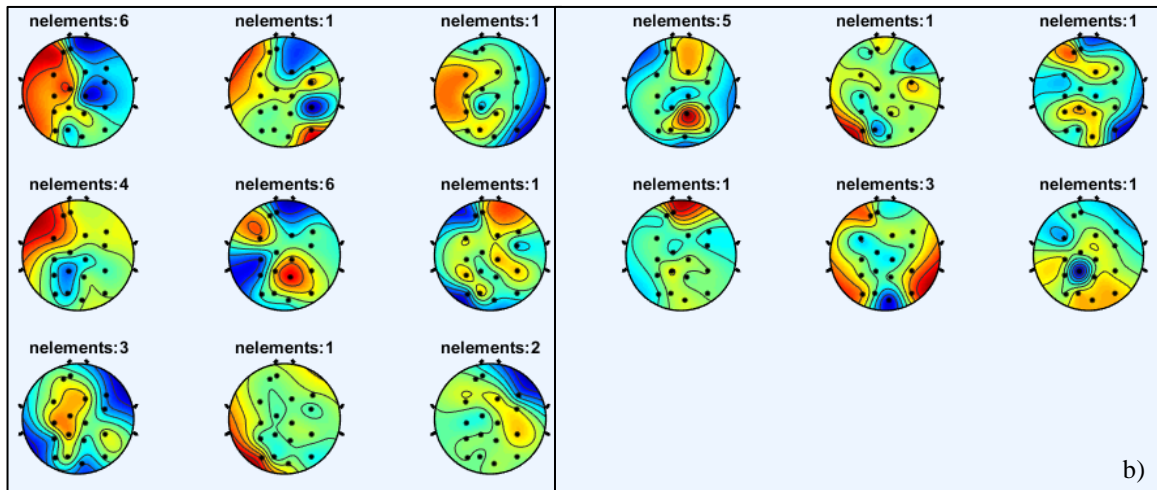 nelements:6 nelements:1 nelements:1
nelements:4 nelements:6 nelements:1
nelements:3 nelements:1 nelements:2
nelements:5 nelements:1 nelements:1
nelements:1 nelements:3 nelements:1
b)